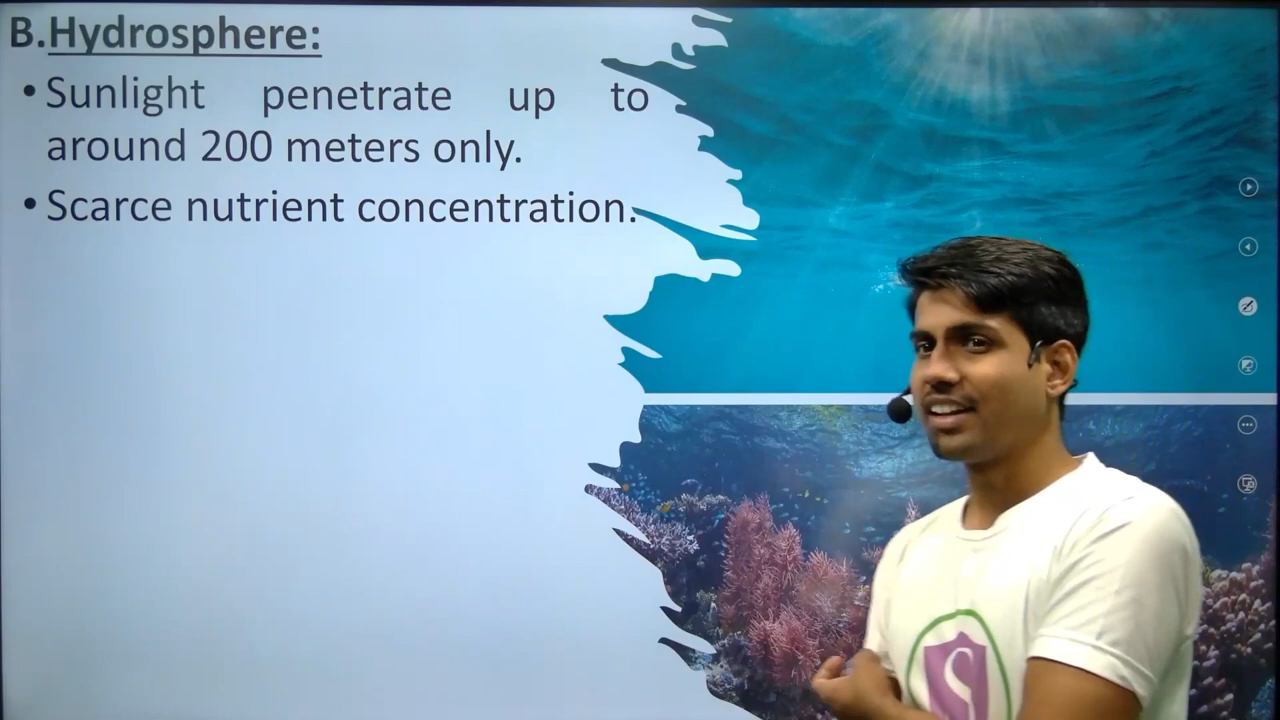 B.Hydrosphere:
• Sunlight penetrate up to
around 200 meters only.
• Scarce nutrient concentration.
S